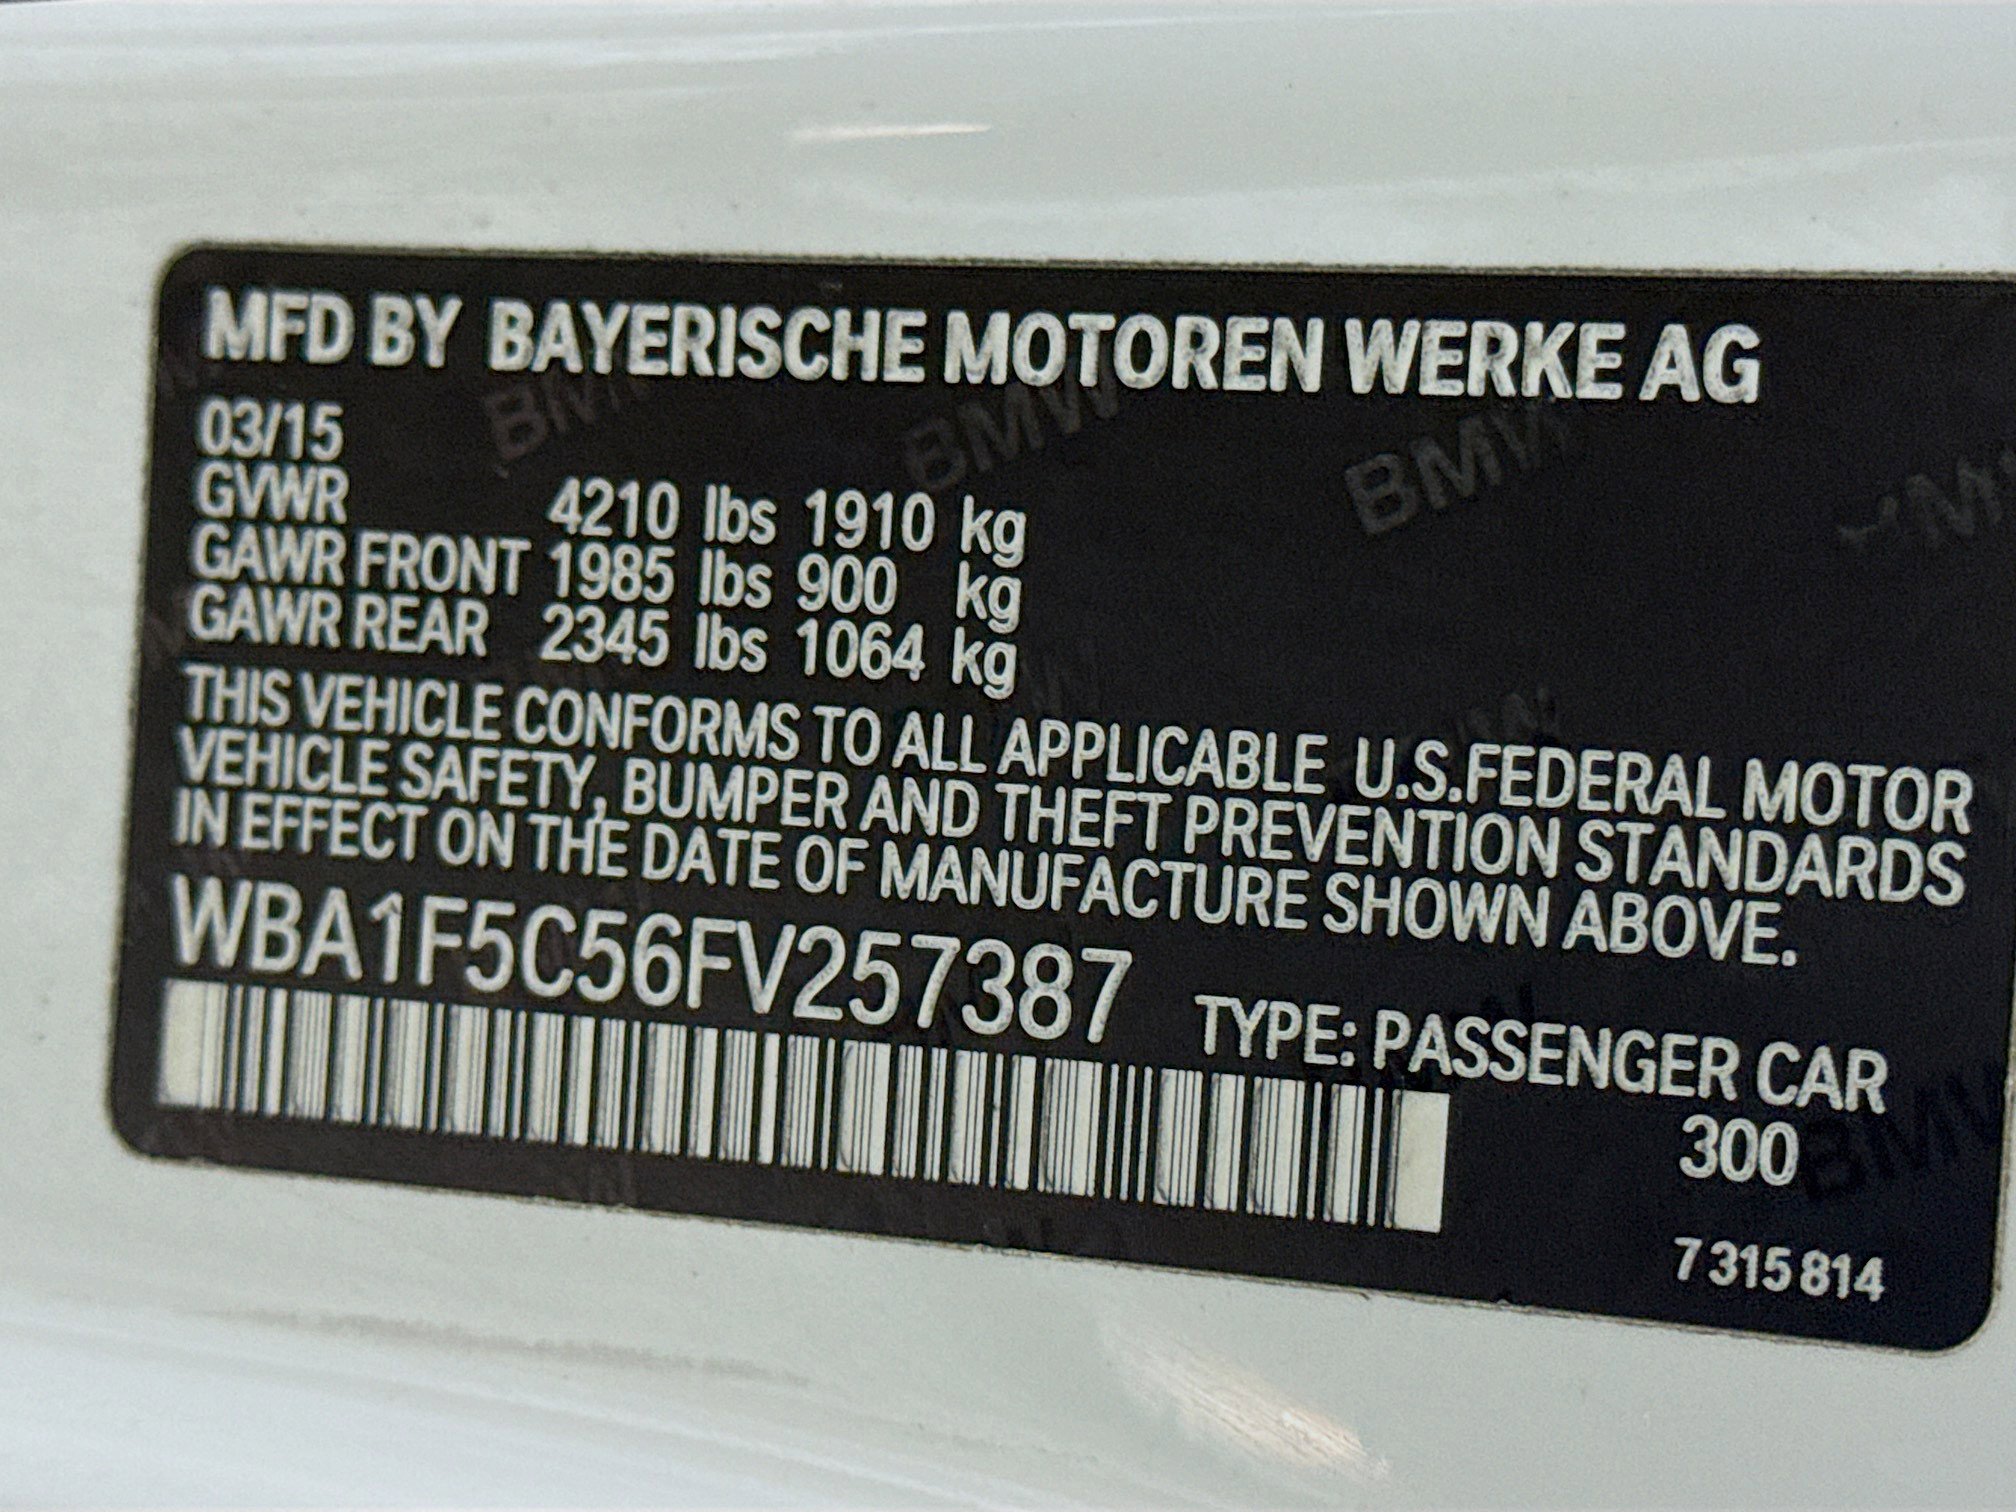 MFD BY BAYERISCHE MOTOREN WERKE AG
03/15
GVWR 4210 lbs 1910 kg
GAWR FRONT 1985 lbs 900 kg
GAWR REAR 2345 lbs 1064 kg
THIS VEHICLE CONFORMS TO ALL APPLICABLE U.S.FEDERAL MOTOR
VEHICLE SAFETY, BUMPER AND THEFT PREVENTION STANDARDS
IN EFFECT ON THE DATE OF MANUFACTURE SHOWN ABOVE.
WBA1F5C56FV257387
TYPE: PASSENGER CAR
300
7 315 814